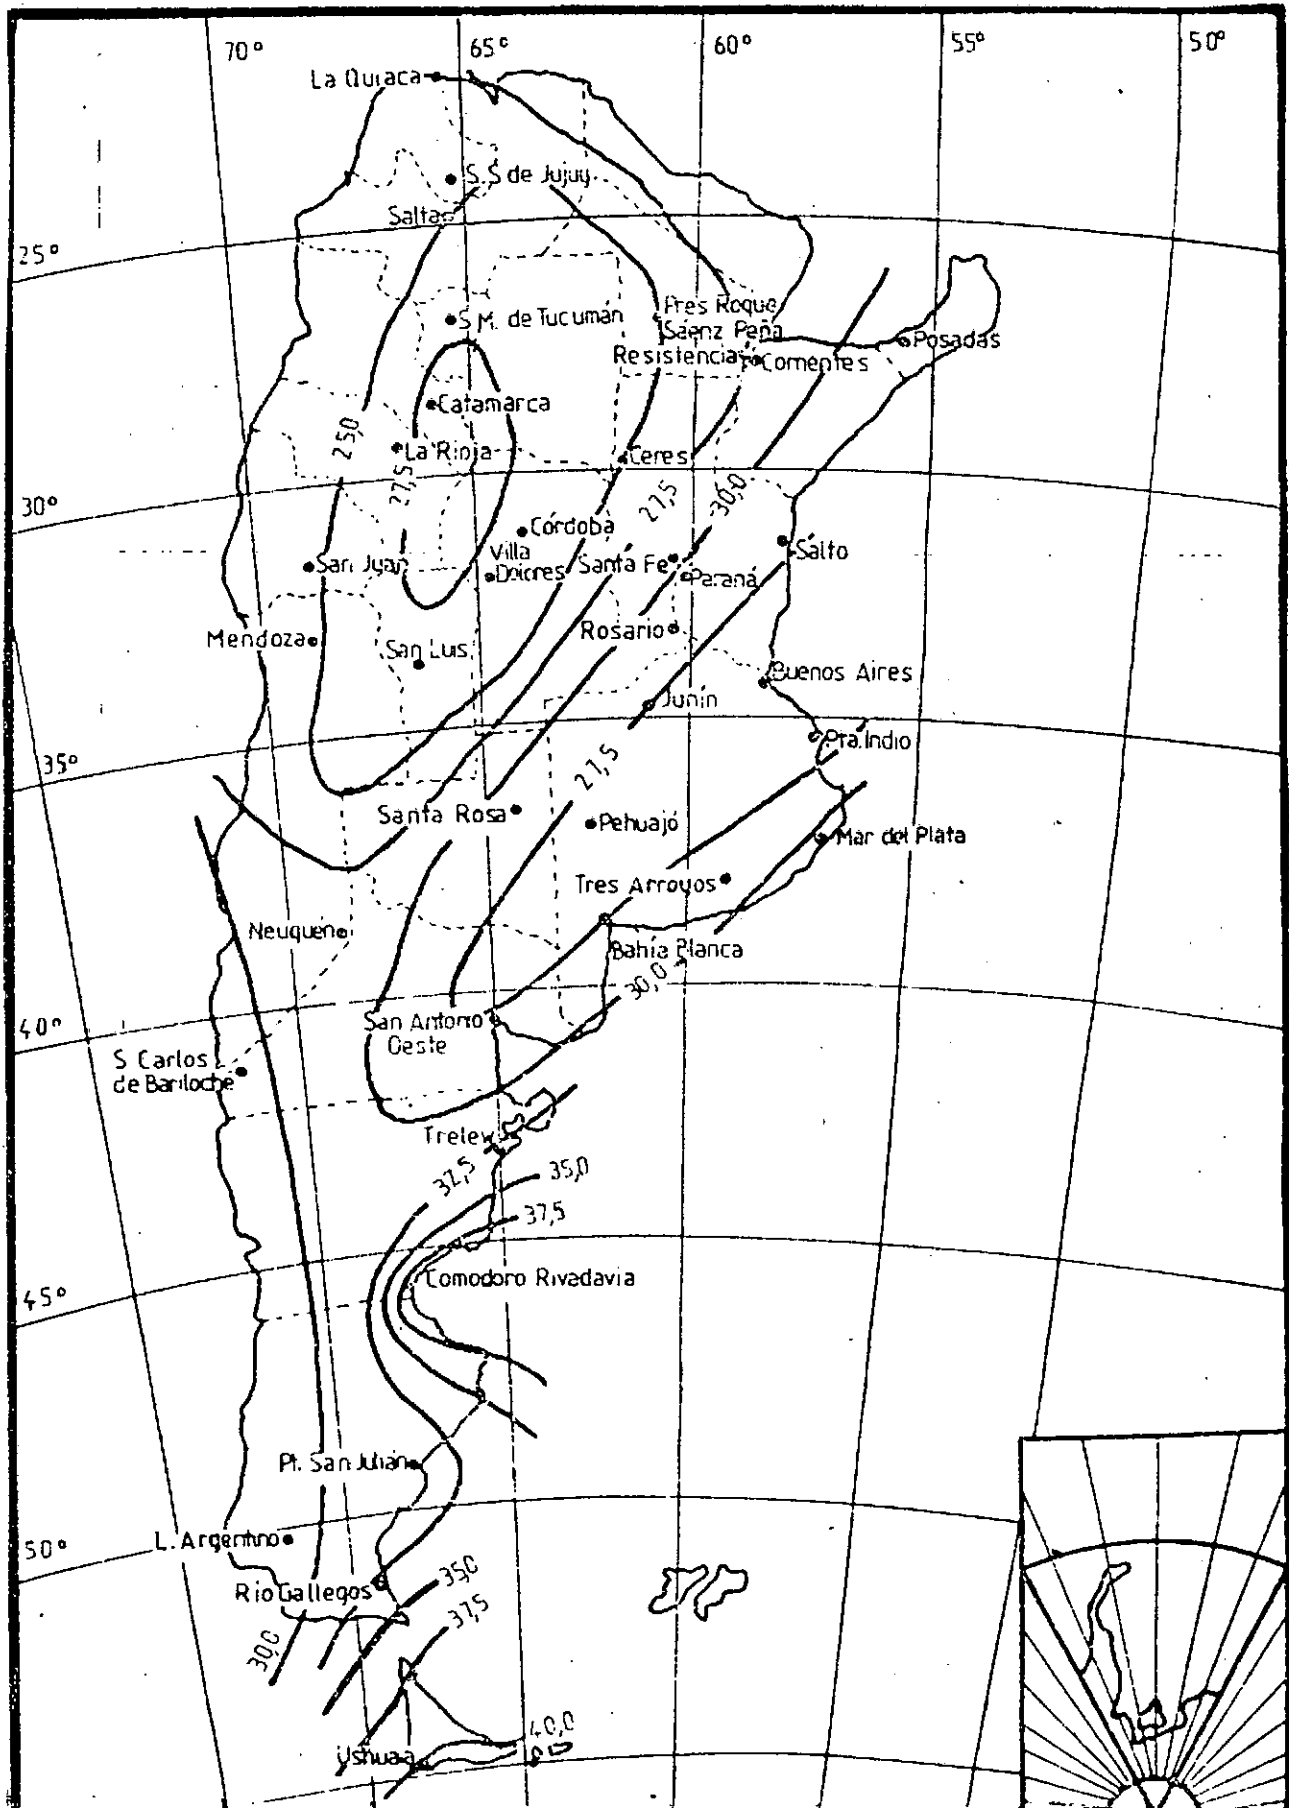 70°
65°
60°
55°
50°
La Quiaca
S.S de Jujuy
Salta
25°
S.M. de Tucumán
Pres Roque
Sáenz Peña
Posadas
Resistencia
Corrientes
Catamarca
25,0
La Rioja
27,5
Ceres
30°
27,5
30,0
Córdoba
Villa
Dolores
Santa Fe
Salto
San Juan
Paraná
Rosario
Mendoza
San Luis
Buenos Aires
Junín
Pta. Indio
35°
27,5
Santa Rosa
Pehuajó
Mar del Plata
Tres Arroyos
Neuquén
Bahía Blanca
30,0
40°
San Antonio
Oeste
S Carlos
de Bariloche
Trelew
32,5
35,0
37,5
Comodoro Rivadavia
45°
Pt. San Julián
L. Argentino
50°
Río Gallegos
35,0
37,5
30,0
40,0
Ushuaia